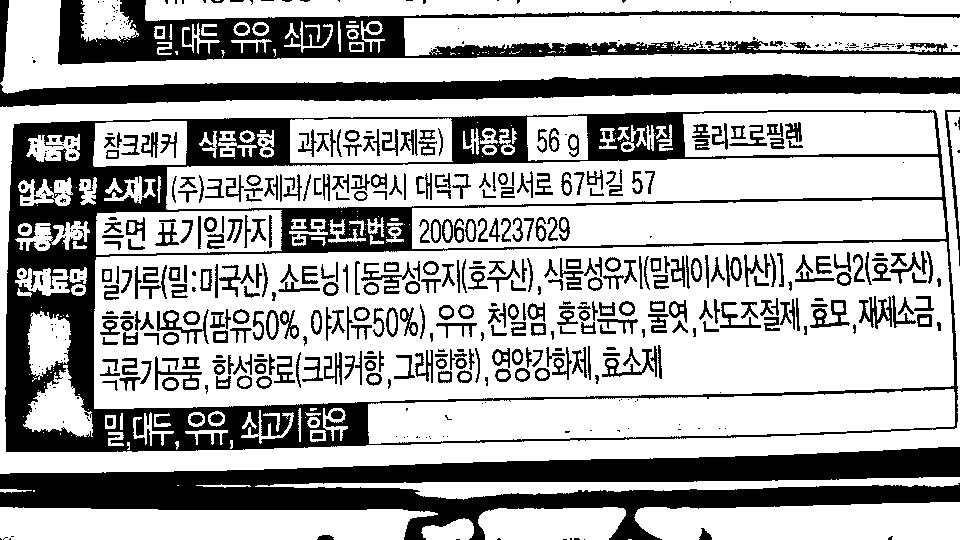 밀,대두, 우유, 쇠고기 함유
제품명 참크래커 식품유형 과자(유처리제품) 내용량 56 g 포장재질 폴리프로필렌
업소명 및 소재지 (주)크라운제과/대전광역시 대덕구 신일서로 67번길 57
유통기한 측면 표기일까지 품목보고번호 2006024237629
원재료명 밀가루(밀:미국산),쇼트닝1[동물성유지(호주산),식물성유지(말레이시아산)],쇼트닝2(호주산),
혼합식용유(팜유50%,야자유50%),우유,천일염,혼합분유,물엿,산도조절제,효모,재제소금,
곡류가공품,합성향료(크래커향,그래함향),영양강화제,효소제
밀,대두, 우유, 쇠고기 함유